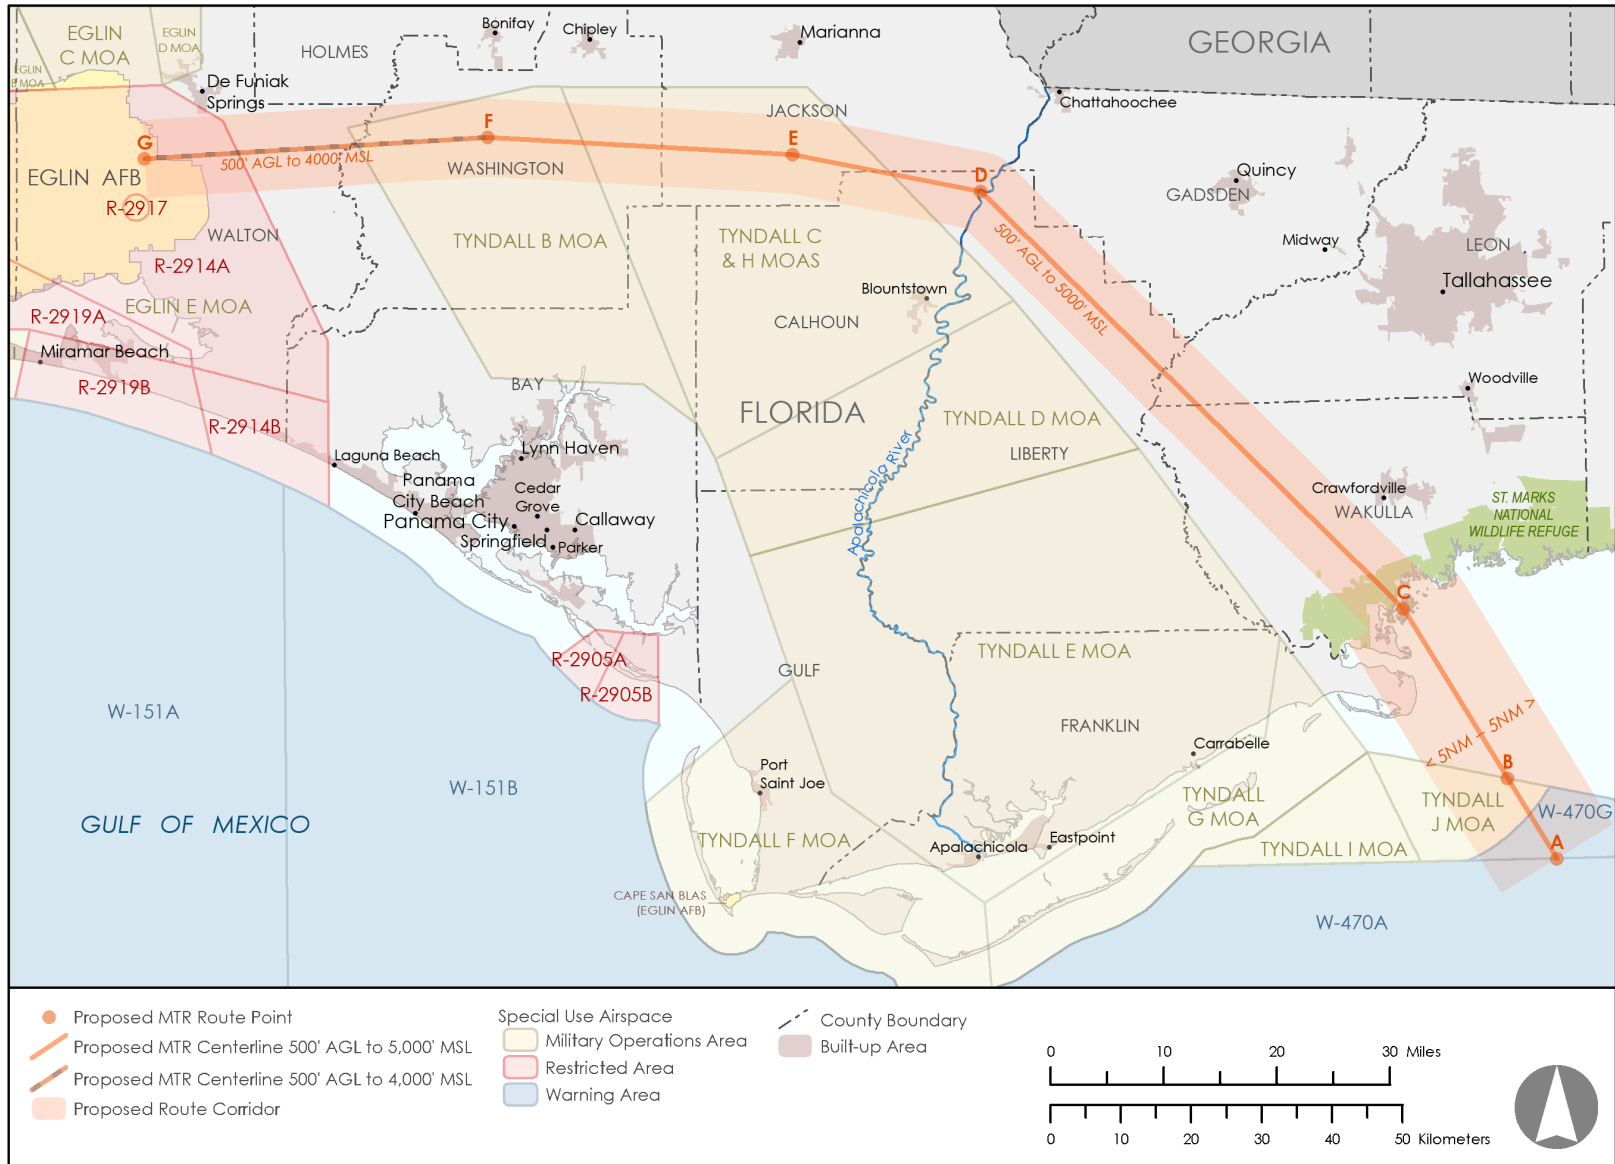 EGLIN
C MOA
EGLIN
D MOA
EGLIN
B MOA
HOLMES
Bonifay
Chipley
Marianna
GEORGIA
De Funiak
Springs
JACKSON
Chattahoochee
G
F
E
D
500' AGL to 4000' MSL
WASHINGTON
EGLIN AFB
R-2917
WALTON
R-2914A
TYNDALL B MOA
TYNDALL C
& H MOAS
Quincy
GADSDEN
Midway
LEON
Tallahassee
500' AGL to 5000' MSL
EGLIN E MOA
R-2919A
Miramar Beach
R-2919B
R-2914B
Blountstown
CALHOUN
BAY
FLORIDA
TYNDALL D MOA
LIBERTY
Woodville
Laguna Beach
Lynn Haven
Panama
City Beach
Cedar
Grove
Panama City
Callaway
Springfield
Parker
Apalachicola River
Crawfordville
WAKULLA
ST. MARKS
NATIONAL
WILDLIFE REFUGE
C
R-2905A
R-2905B
GULF
TYNDALL E MOA
FRANKLIN
W-151A
W-151B
GULF OF MEXICO
Port
Saint Joe
Carrabelle
< 5NM – 5NM >
B
TYNDALL
G MOA
TYNDALL
J MOA
W-470G
A
TYNDALL F MOA
Apalachicola
Eastpoint
TYNDALL I MOA
CAPE SAN BLAS
(EGLIN AFB)
W-470A
Proposed MTR Route Point
Proposed MTR Centerline 500' AGL to 5,000' MSL
Proposed MTR Centerline 500' AGL to 4,000' MSL
Proposed Route Corridor
Special Use Airspace
Military Operations Area
Restricted Area
Warning Area
County Boundary
Built-up Area
0 10 20 30 Miles
0 10 20 30 40 50 Kilometers